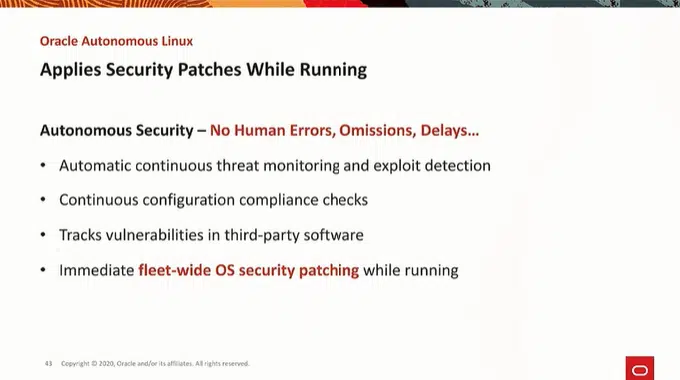 Oracle Autonomous Linux
Applies Security Patches While Running
Autonomous Security – No Human Errors, Omissions, Delays...
• Automatic continuous threat monitoring and exploit detection
• Continuous configuration compliance checks
• Tracks vulnerabilities in third-party software
• Immediate fleet-wide OS security patching while running
43 Copyright © 2020, Oracle and/or its affiliates. All rights reserved.